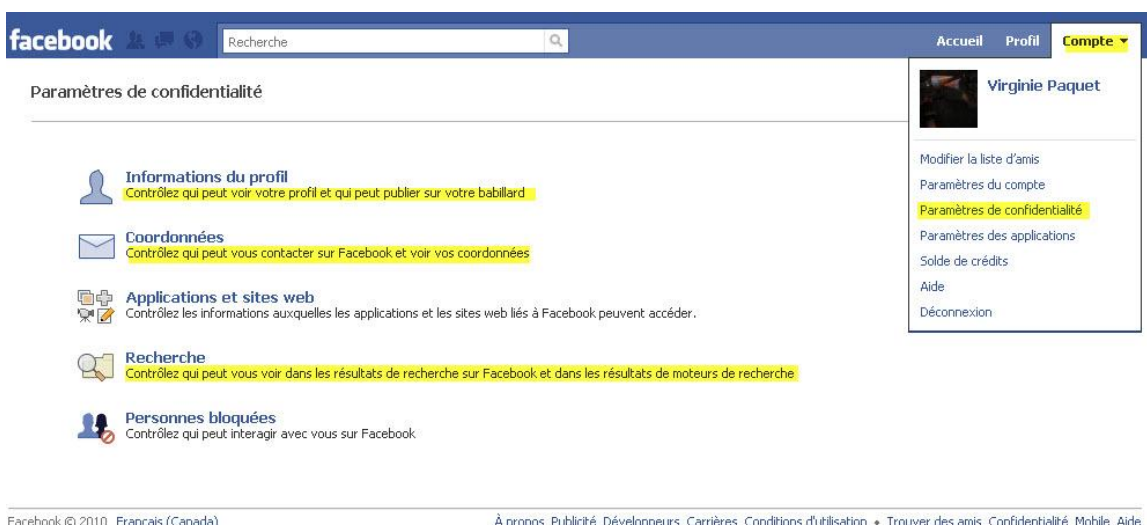 facebook Recherche Accueil Profil Compte
Paramètres de confidentialité
Virginie Paquet
Modifier la liste d'amis
Paramètres du compte
Paramètres de confidentialité
Paramètres des applications
Solde de crédits
Aide
Déconnexion
Informations du profil
Contrôlez qui peut voir votre profil et qui peut publier sur votre babillard
Coordonnées
Contrôlez qui peut vous contacter sur Facebook et voir vos coordonnées
Applications et sites web
Contrôlez les informations auxquelles les applications et les sites web liés à Facebook peuvent accéder.
Recherche
Contrôlez qui peut vous voir dans les résultats de recherche sur Facebook et dans les résultats de moteurs de recherche
Personnes bloquées
Contrôlez qui peut interagir avec vous sur Facebook
Facebook © 2010 Français (Canada) À propos Publicité Développeurs Carrières Conditions d'utilisation • Trouver des amis Confidentialité Mobile Aide